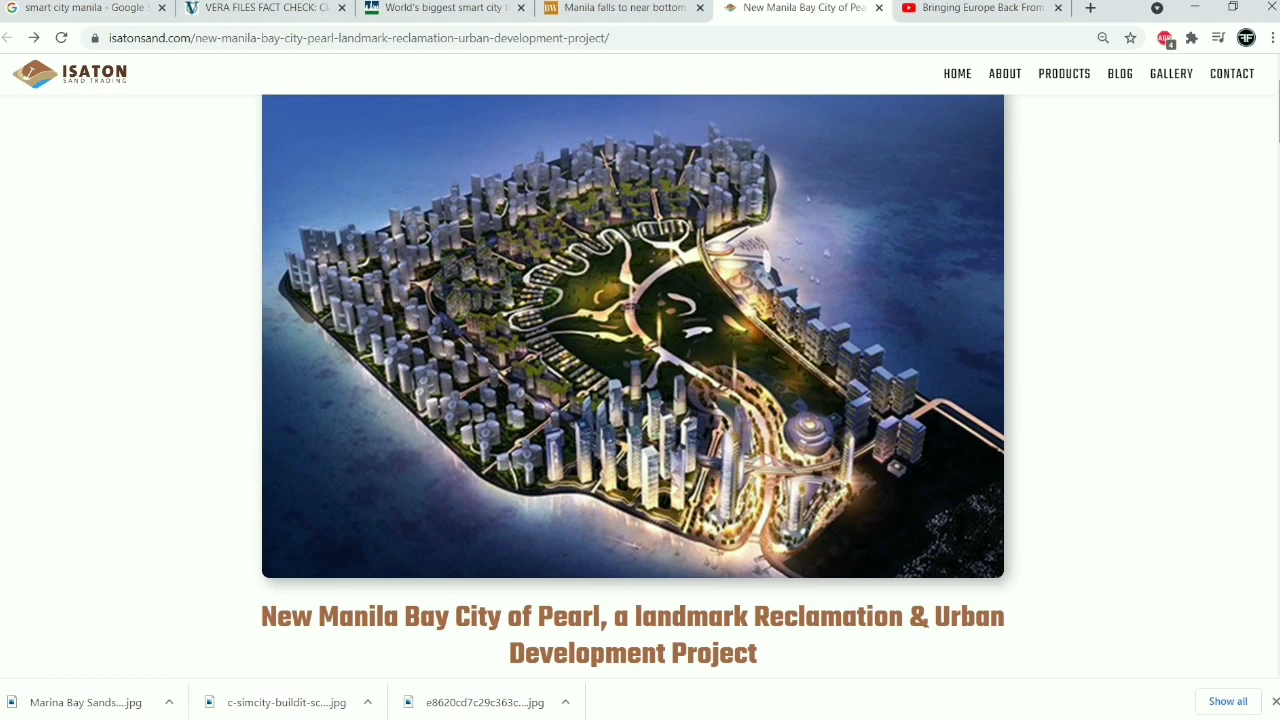 smart city manila - Google S
VERA FILES FACT CHECK: Cl
World's biggest smart city t
Manila falls to near bottom
New Manila Bay City of Pea
Bringing Europe Back From
isatonsand.com/new-manila-bay-city-pearl-landmark-reclamation-urban-development-project/
4
ISATON
SAND TRADING
HOME
ABOUT
PRODUCTS
BLOG
GALLERY
CONTACT
New Manila Bay City of Pearl, a landmark Reclamation & Urban
Development Project
Marina Bay Sands....jpg
c-simcity-buildit-sc....jpg
e8620cd7c29c363c....jpg
Show all